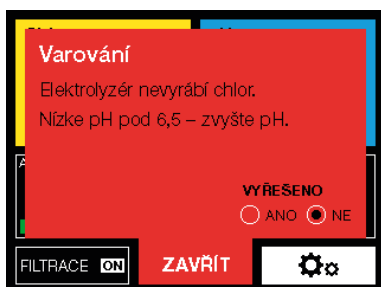 Varování
Elektrolyzér nevyrábí chlor.
Nízke pH pod 6,5 – zvyšte pH.
VYŘEŠENO
ANO NE
FILTRACE ON
ZAVŘÍT